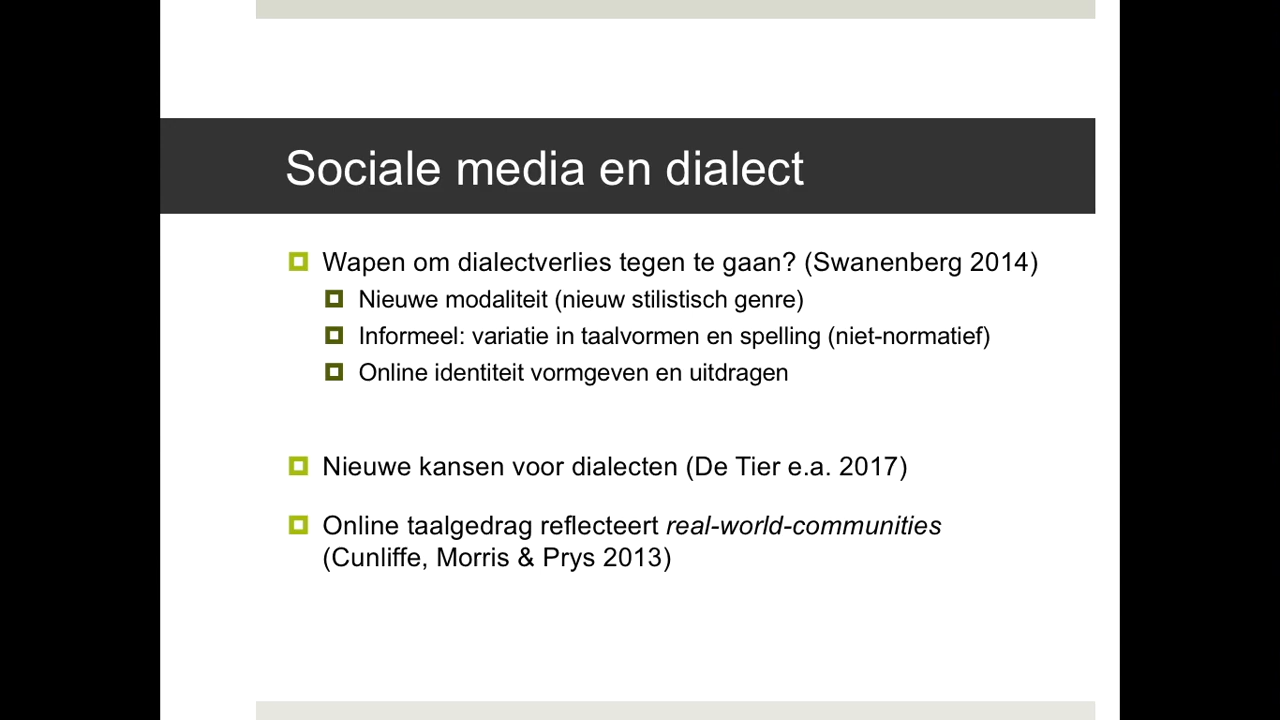 Sociale media en dialect
Wapen om dialectverlies tegen te gaan? (Swanenberg 2014)
Nieuwe modaliteit (nieuw stilistisch genre)
Informeel: variatie in taalvormen en spelling (niet-normatief)
Online identiteit vormgeven en uitdragen
Nieuwe kansen voor dialecten (De Tier e.a. 2017)
Online taalgedrag reflecteert real-world-communities
(Cunliffe, Morris & Prys 2013)